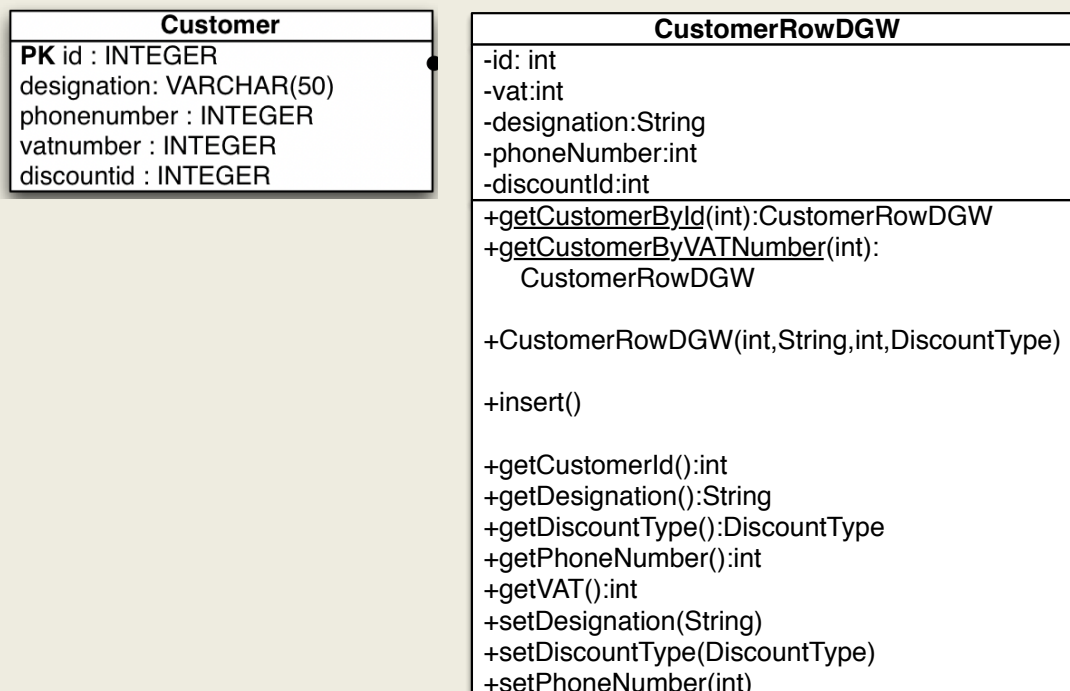 Customer
PK id : INTEGER
designation: VARCHAR(50)
phonenumber : INTEGER
vatnumber : INTEGER
discountid : INTEGER
CustomerRowDGW
-id: int
-vat:int
-designation:String
-phoneNumber:int
-discountId:int
+getCustomerById(int):CustomerRowDGW
+getCustomerByVATNumber(int):
CustomerRowDGW
+CustomerRowDGW(int,String,int,DiscountType)
+insert()
+getCustomerId():int
+getDesignation():String
+getDiscountType():DiscountType
+getPhoneNumber():int
+getVAT():int
+setDesignation(String)
+setDiscountType(DiscountType)
+setPhoneNumber(int)